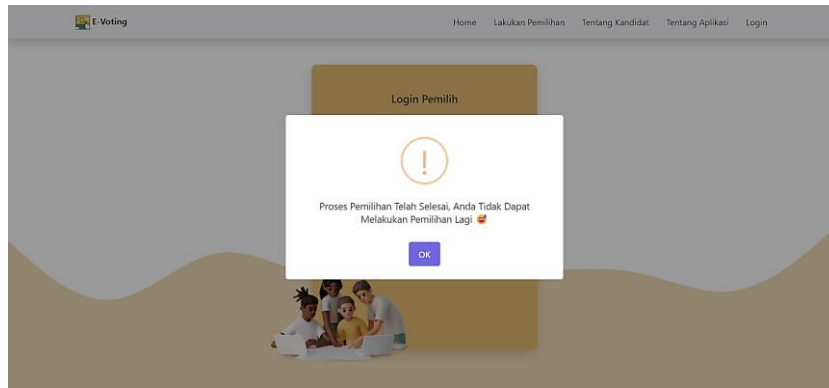 E-Voting
Home Lakukan Pemilihan Tentang Kandidat Tentang Aplikasi Login
Login Pemilih
!
Proses Pemilihan Telah Selesai, Anda Tidak Dapat
Melakukan Pemilihan Lagi 😅
OK